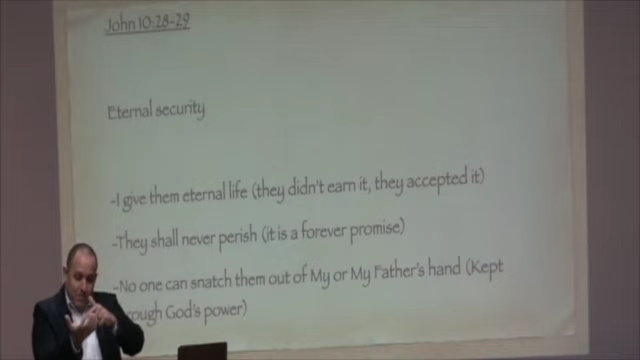 John 10:28-29
Eternal security
-I give them eternal life (they didn't earn it, they accepted it)
-They shall never perish (it is a forever promise)
-No one can snatch them out of My or My Father's hand (Kept
rough God's power)